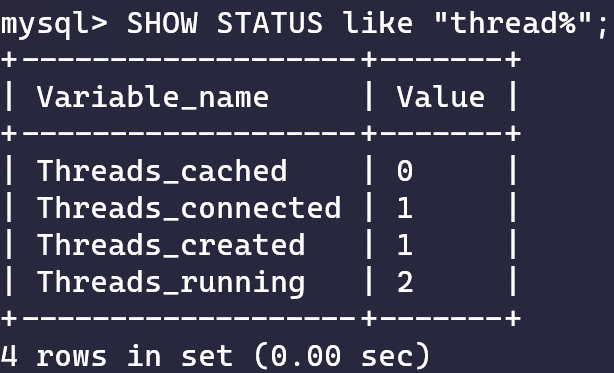 mysql> SHOW STATUS like "thread%";
+-------------------+-------+
| Variable_name     | Value |
+-------------------+-------+
| Threads_cached    | 0     |
| Threads_connected | 1     |
| Threads_created   | 1     |
| Threads_running   | 2     |
+-------------------+-------+
4 rows in set (0.00 sec)